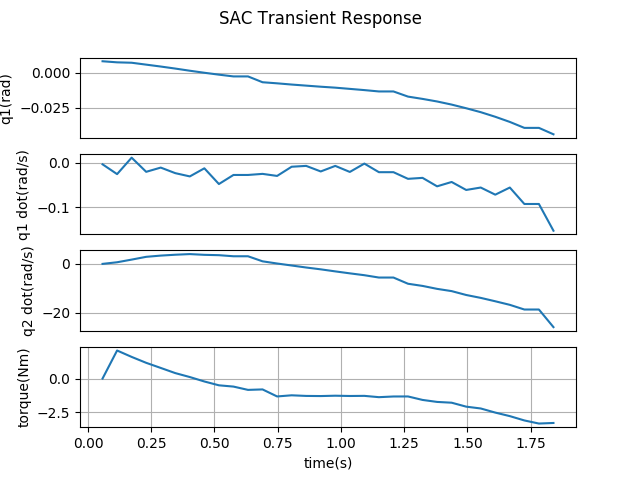 SAC Transient Response
0.000
−0.025
q1(rad)
0.0
−0.1
q1 dot(rad/s)
0
−20
q2 dot(rad/s)
0.0
−2.5
torque(Nm)
0.00 0.25 0.50 0.75 1.00 1.25 1.50 1.75
time(s)